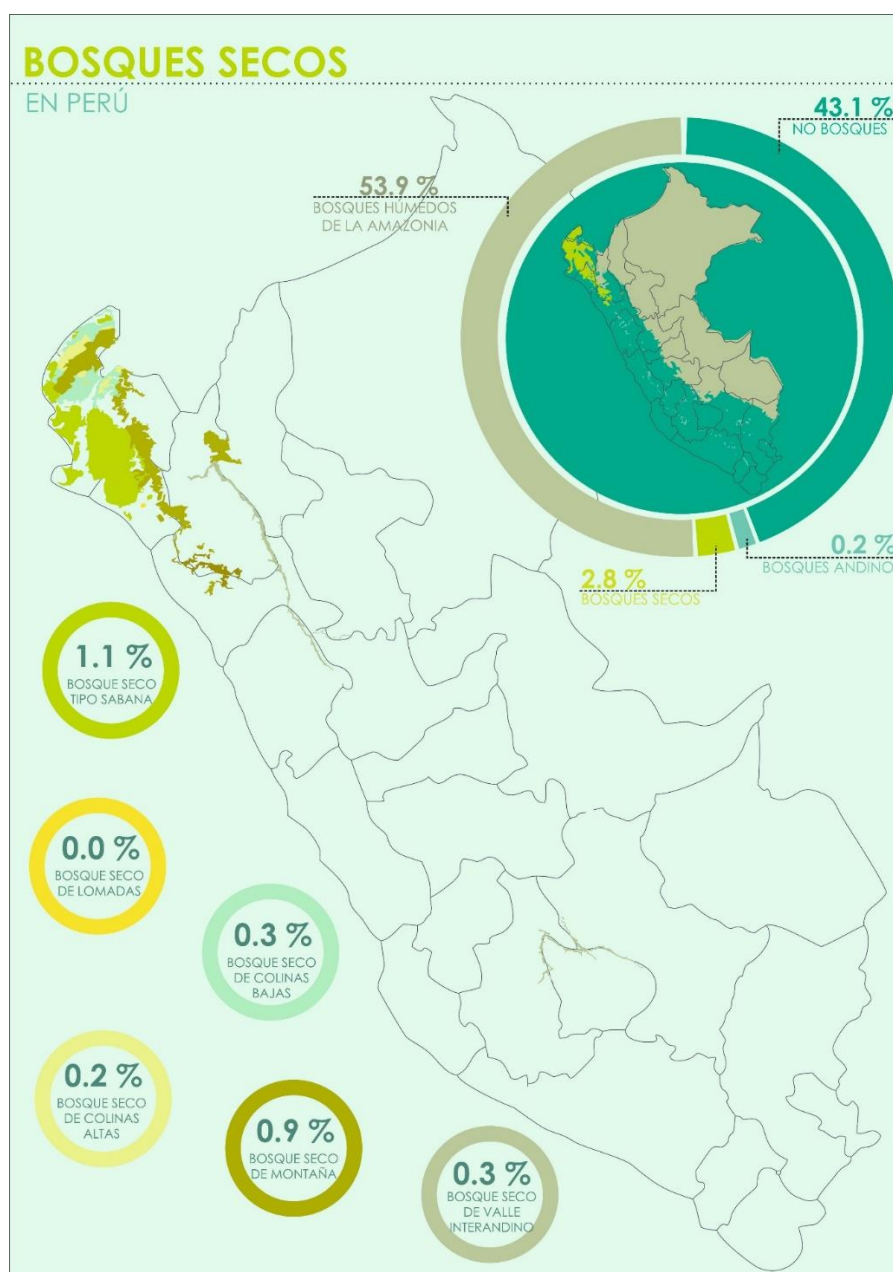 BOSQUES SECOS
EN PERÚ
43.1 %
NO BOSQUES
53.9 %
BOSQUES HÚMEDOS
DE LA AMAZONIA
0.2 %
BOSQUES ANDINO
2.8 %
BOSQUES SECOS
1.1 %
BOSQUE SECO
TIPO SABANA
0.0 %
BOSQUE SECO
DE LOMADAS
0.3 %
BOSQUE SECO
DE COLINAS
BAJAS
0.2 %
BOSQUE SECO
DE COLINAS
ALTAS
0.9 %
BOSQUE SECO
DE MONTAÑA
0.3 %
BOSQUE SECO
DE VALLE
INTERANDINO